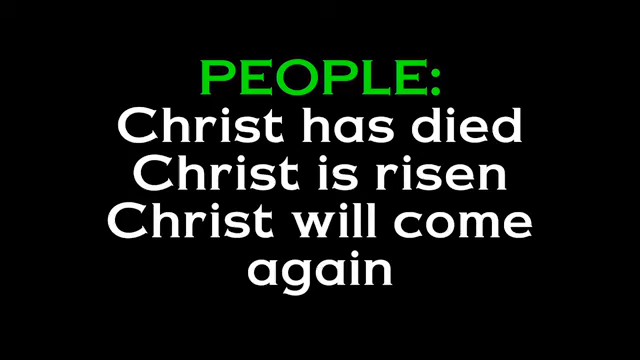 PEOPLE:
Christ has died
Christ is risen
Christ will come
again